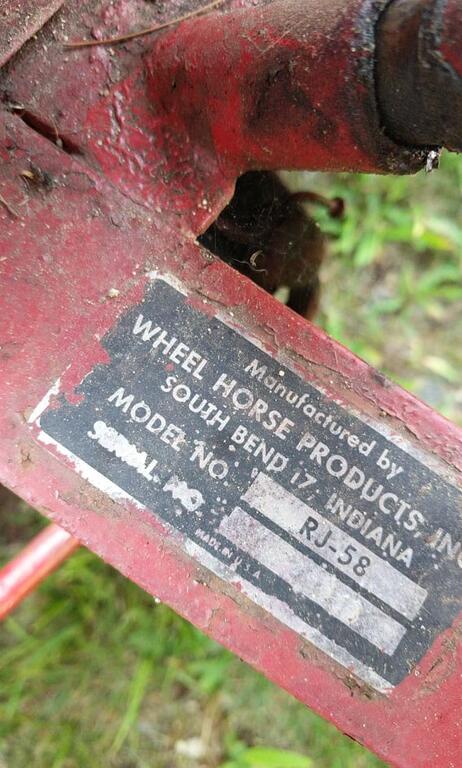 Manufactured by
WHEEL HORSE PRODUCTS, INC
SOUTH BEND 17, INDIANA
MODEL NO. RJ-58
SERIAL NO.
MADE IN U.S.A.